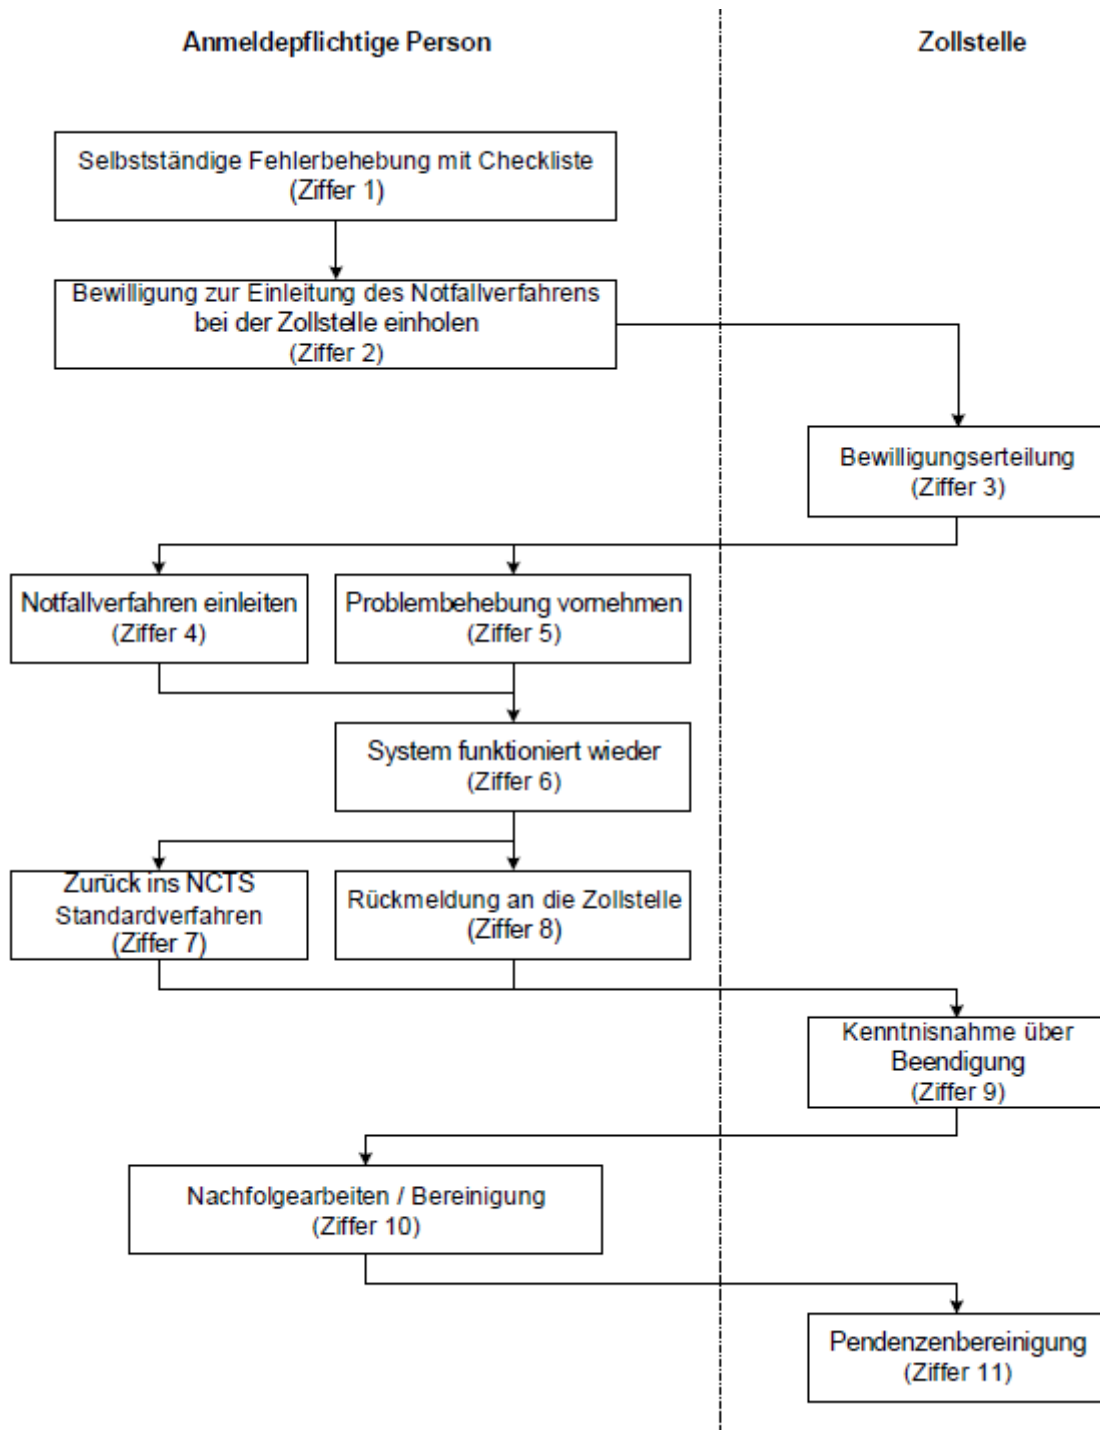 Anmeldepflichtige Person
Zollstelle
Selbstständige Fehlerbehebung mit Checkliste
(Ziffer 1)
Bewilligung zur Einleitung des Notfallverfahrens
bei der Zollstelle einholen
(Ziffer 2)
Bewilligungserteilung
(Ziffer 3)
Notfallverfahren einleiten
(Ziffer 4)
Problembehebung vornehmen
(Ziffer 5)
System funktioniert wieder
(Ziffer 6)
Zurück ins NCTS
Standardverfahren
(Ziffer 7)
Rückmeldung an die Zollstelle
(Ziffer 8)
Kenntnisnahme über
Beendigung
(Ziffer 9)
Nachfolgearbeiten / Bereinigung
(Ziffer 10)
Pendenzenbereinigung
(Ziffer 11)